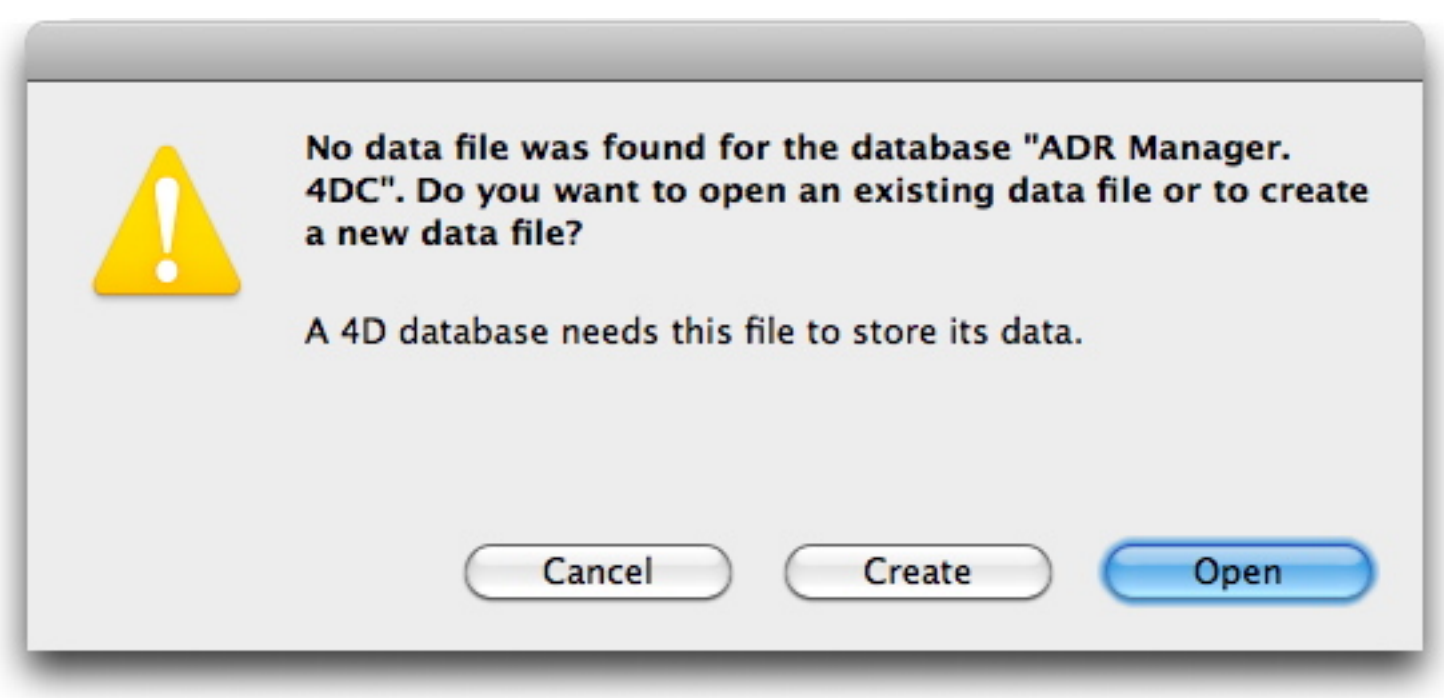 No data file was found for the database "ADR Manager.
4DC". Do you want to open an existing data file or to create
a new data file?
A 4D database needs this file to store its data.
Cancel Create Open